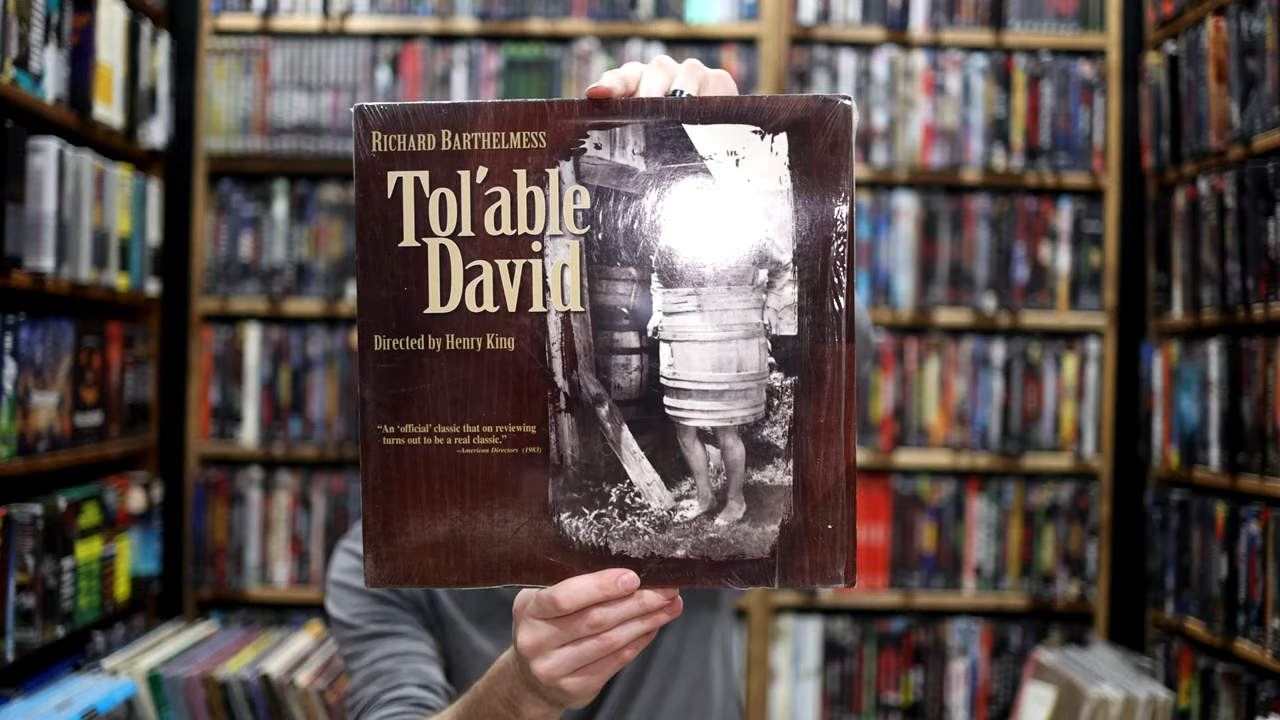 RICHARD BARTHELMESS
Tol'able
David
Directed by Henry King
"An 'official' classic that on reviewing
turns out to be a real classic."
–American Directors (1983)